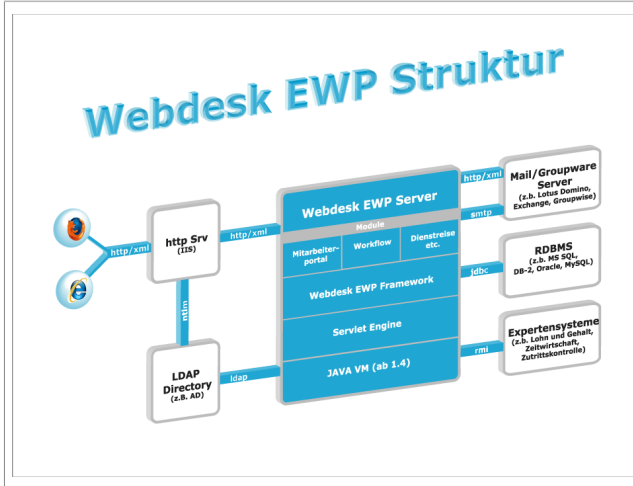 Webdesk EWP Struktur
http/xml
http Srv
(IIS)
ntlm
LDAP
Directory
(z.B. AD)
http/xml
ldap
Webdesk EWP Server
Module
Mitarbeiter-
portal
Workflow
Dienstreise
etc.
Webdesk EWP Framework
Servlet Engine
JAVA VM (ab 1.4)
http/xml
smtp
jdbc
rmi
Mail/Groupware
Server
(z.b. Lotus Domino,
Exchange, Groupwise)
RDBMS
(z.b. MS SQL,
DB-2, Oracle, MySQL)
Expertensysteme
(z.b. Lohn und Gehalt,
Zeitwirtschaft,
Zutrittskontrolle)